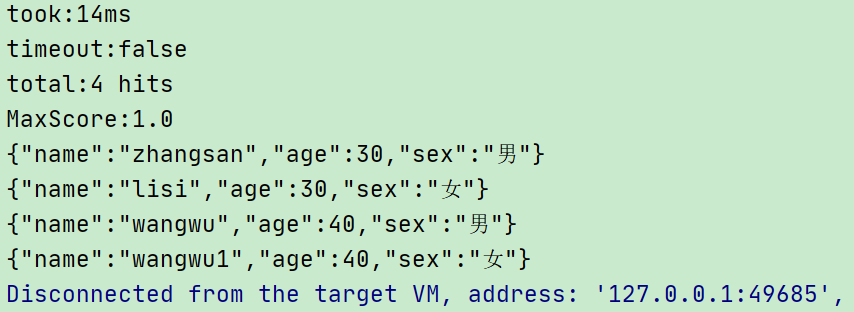 took:14ms
timeout:false
total:4 hits
MaxScore:1.0
{"name":"zhangsan","age":30,"sex":"男"}
{"name":"lisi","age":30,"sex":"女"}
{"name":"wangwu","age":40,"sex":"男"}
{"name":"wangwu1","age":40,"sex":"女"}
Disconnected from the target VM, address: '127.0.0.1:49685',